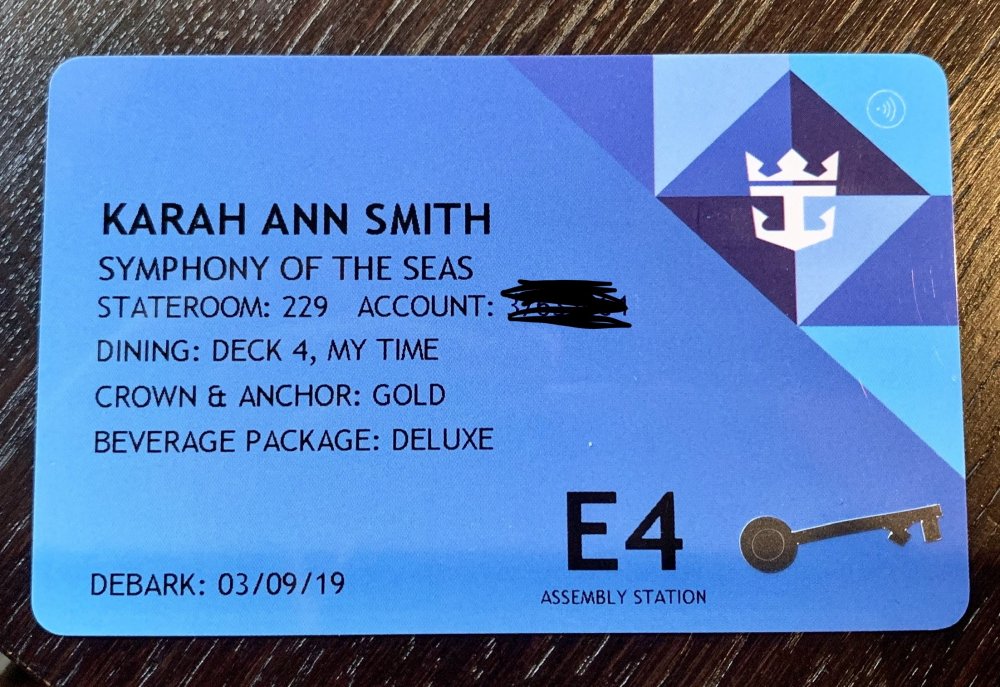 KARAH ANN SMITH
SYMPHONY OF THE SEAS
STATEROOM: 229 ACCOUNT:
DINING: DECK 4, MY TIME
CROWN & ANCHOR: GOLD
BEVERAGE PACKAGE: DELUXE
E4
ASSEMBLY STATION
DEBARK: 03/09/19